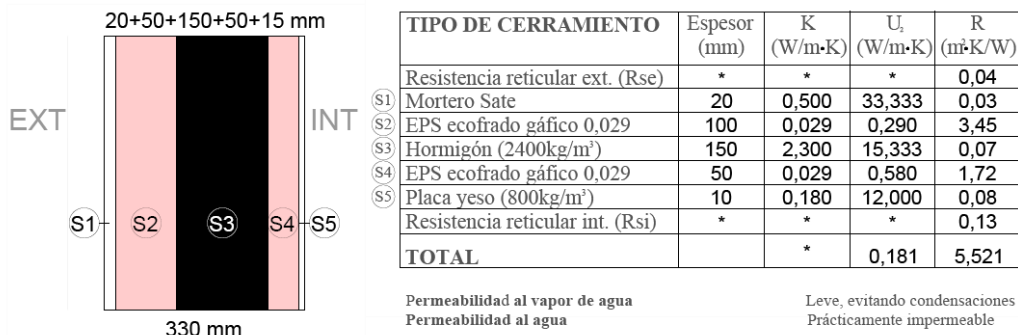 20+50+150+50+15 mm
EXT
INT
S1 S2 S3 S4 S5
330 mm
TIPO DE CERRAMIENTO Espesor (mm) K (W/m•K) U, (W/m•K) R (m²•K/W)
Resistencia reticular ext. (Rse) * * * 0,04
S1 Mortero Sate 20 0,500 33,333 0,03
S2 EPS ecofrado gáfico 0,029 100 0,029 0,290 3,45
S3 Hormigón (2400kg/m³) 150 2,300 15,333 0,07
S4 EPS ecofrado gáfico 0,029 50 0,029 0,580 1,72
S5 Placa yeso (800kg/m³) 10 0,180 12,000 0,08
Resistencia reticular int. (Rsi) * * * 0,13
TOTAL * 0,181 5,521
Permeabilidad al vapor de agua Leve, evitando condensaciones
Permeabilidad al agua Prácticamente impermeable